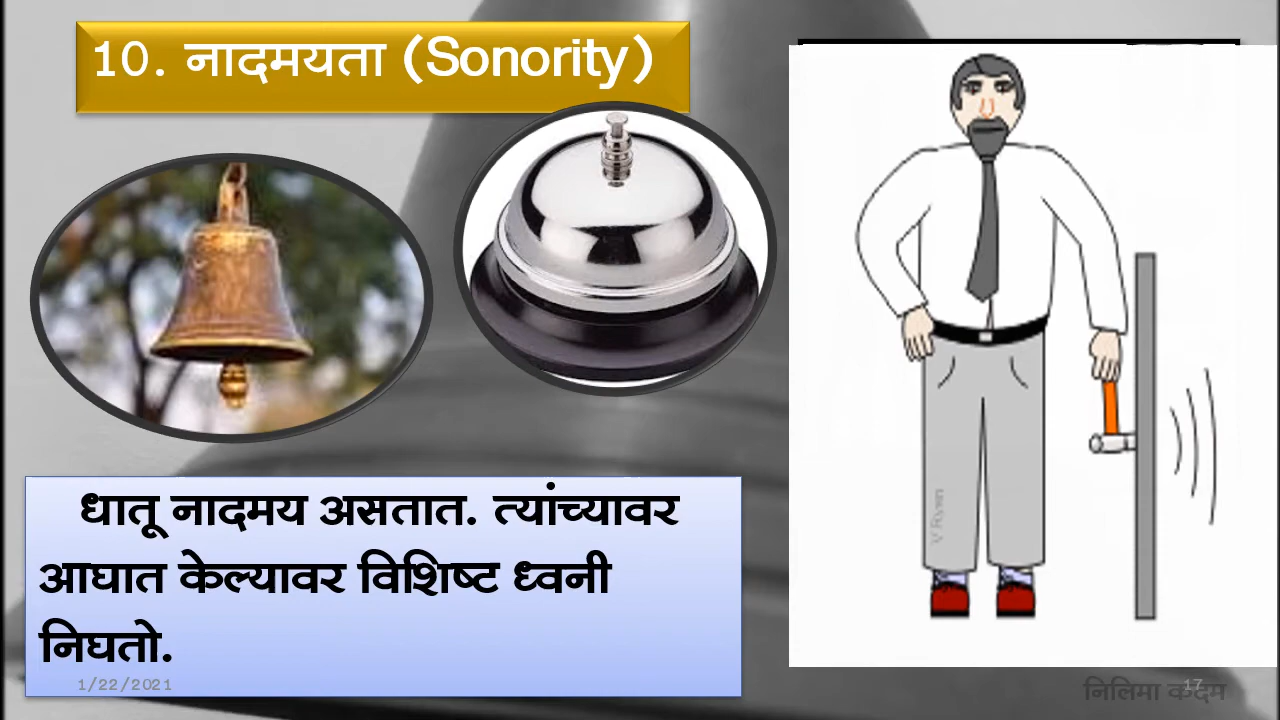 10. नादमयता (Sonority)
धातू नादमय असतात. त्यांच्यावर
आघात केल्यावर विशिष्ट ध्वनी
निघतो.
1/22/2021
निलिमा कदम
17